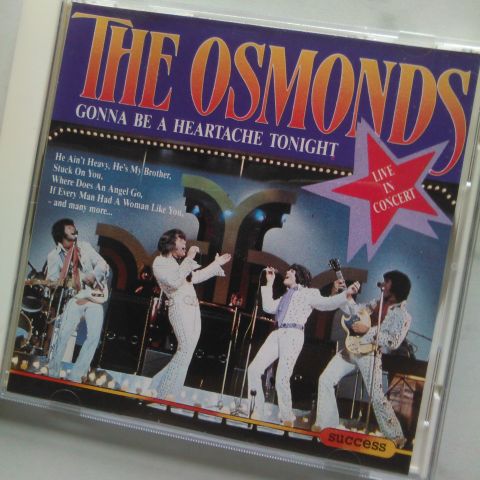 THE OSMONDS
GONNA BE A HEARTACHE TONIGHT
He Ain't Heavy, He's My Brother,
Stuck On You,
Where Does An Angel Go,
If Every Man Had A Woman Like You,
- and many more...
LIVE
IN
CONCERT
success